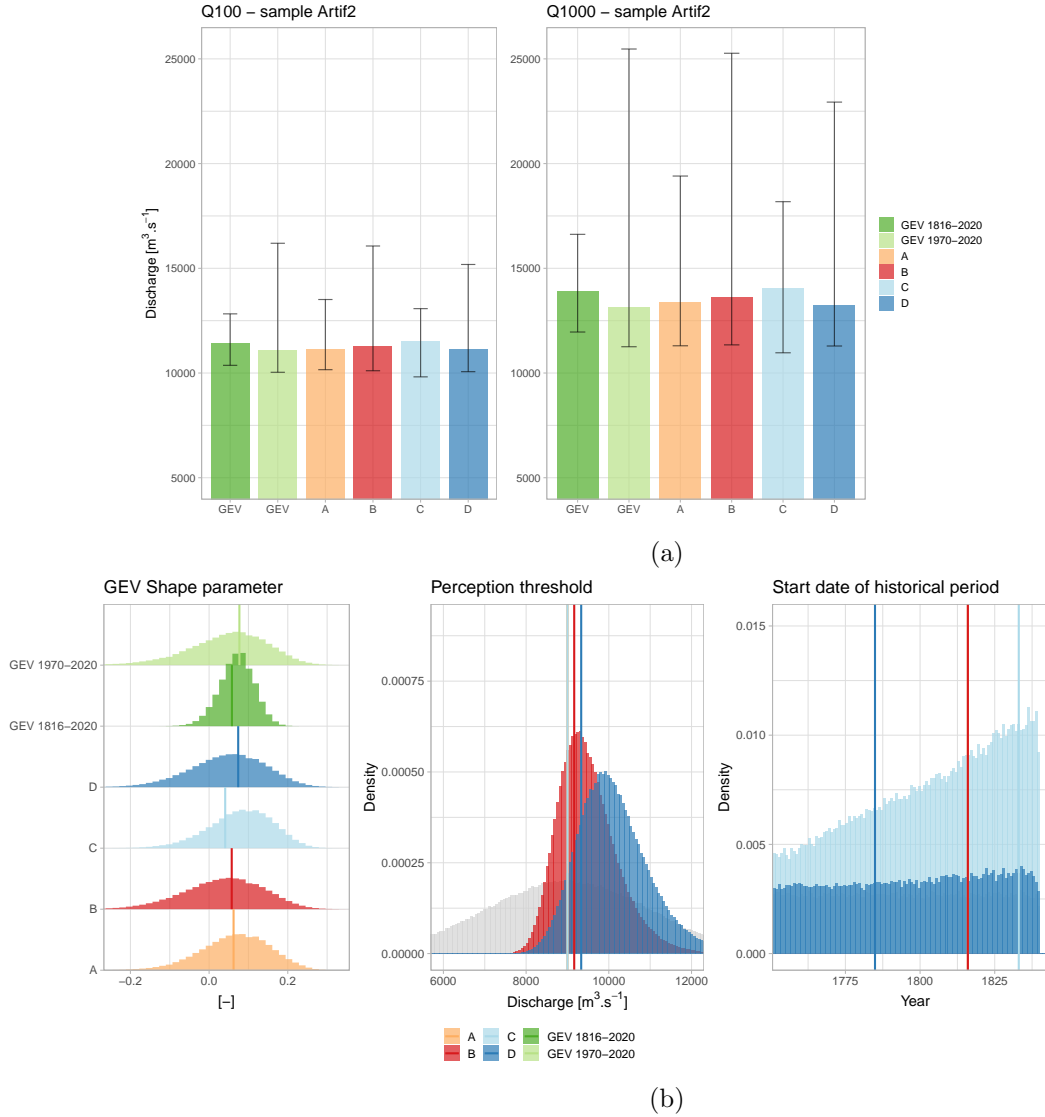 Q100 − sample Artif2
Q1000 − sample Artif2
Discharge [m³.s⁻¹]
25000
20000
15000
10000
5000
GEV GEV A B C D
25000
20000
15000
10000
5000
GEV GEV A B C D
GEV 1816−2020
GEV 1970−2020
A
B
C
D
(a)
GEV Shape parameter
GEV 1970−2020
GEV 1816−2020
D
C
B
A
−0.2 0.0 0.2
[−]
Perception threshold
Density
0.00075
0.00050
0.00025
0.00000
6000 8000 10000 12000
Discharge [m³.s⁻¹]
Start date of historical period
Density
0.015
0.010
0.005
0.000
1775 1800 1825
Year
A C GEV 1816−2020
B D GEV 1970−2020
(b)